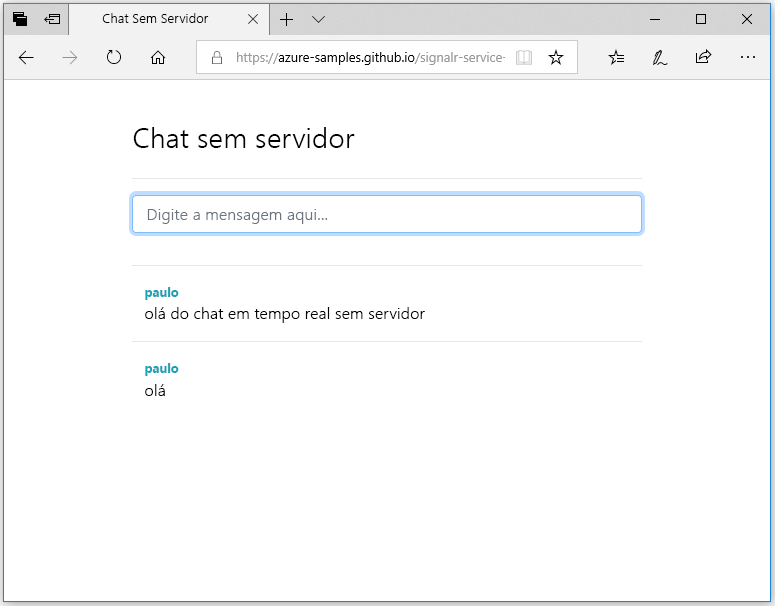 Chat Sem Servidor
https://azure-samples.github.io/signalr-service-
Chat sem servidor
Digite a mensagem aqui...
paulo
olá do chat em tempo real sem servidor
paulo
olá